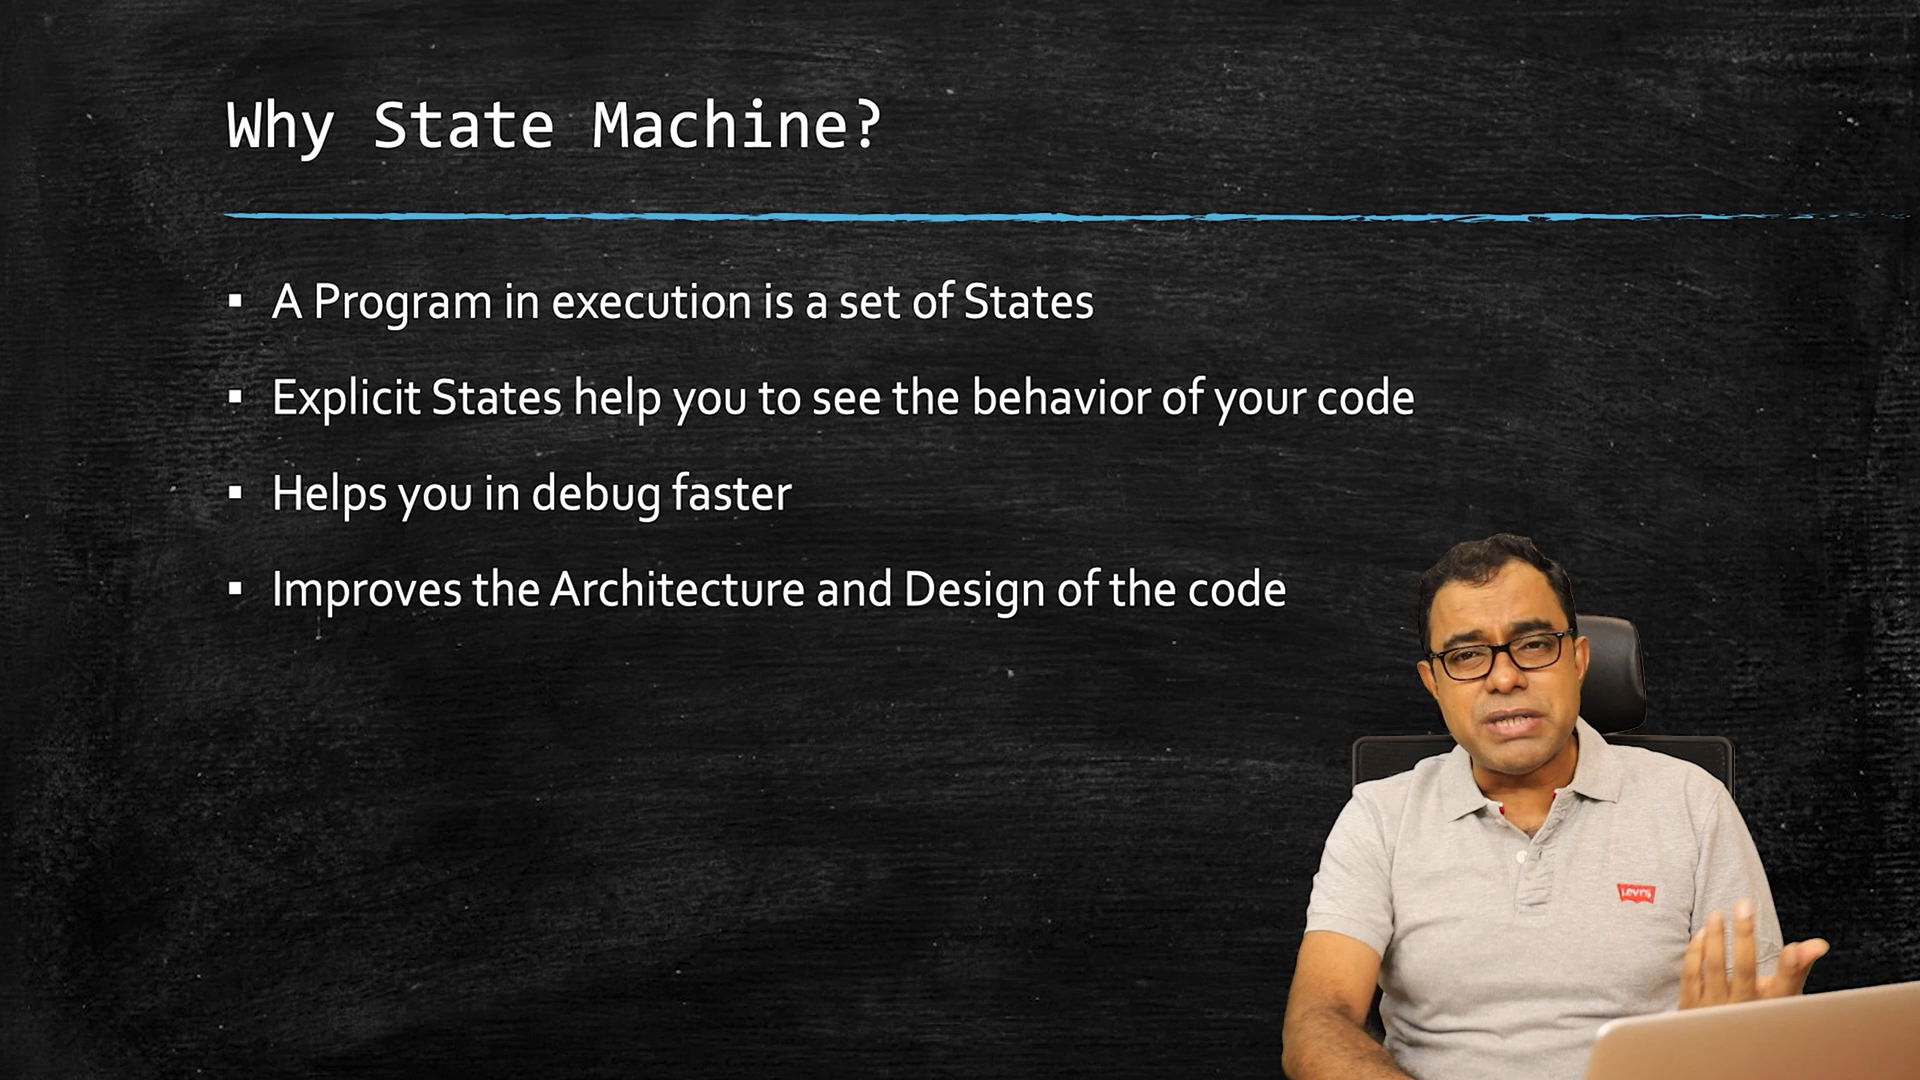 Why State Machine?
▪ A Program in execution is a set of States
▪ Explicit States help you to see the behavior of your code
▪ Helps you in debug faster
▪ Improves the Architecture and Design of the code
Levi's